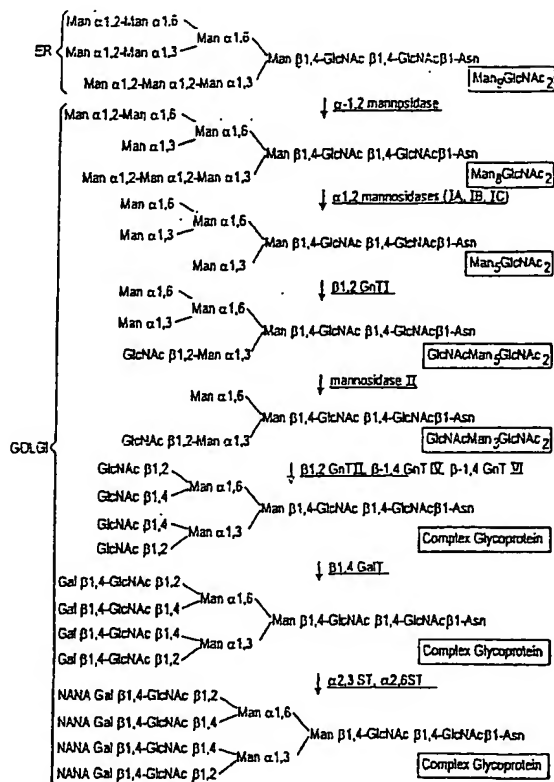 Man α1,2-Man α1,6
Man α1,6
ER
Man α1,2-Man α1,3
Man β1,4-GlcNAc β1,4-GlcNAcβ1-Asn
Man α1,2-Man α1,2-Man α1,3
Man9GlcNAc2
α-1,2 mannosidase
Man α1,2-Man α1,6
Man α1,6
Man α1,3
Man β1,4-GlcNAc β1,4-GlcNAcβ1-Asn
Man α1,2-Man α1,2-Man α1,3
Man8GlcNAc2
α1,2 mannosidases (IA, IB, IC)
Man α1,6
Man α1,6
Man α1,3
Man β1,4-GlcNAc β1,4-GlcNAcβ1-Asn
Man α1,3
Man5GlcNAc2
β1,2 GnTI
Man α1,6
Man α1,6
Man α1,3
Man β1,4-GlcNAc β1,4-GlcNAcβ1-Asn
GlcNAc β1,2-Man α1,3
GlcNAcMan5GlcNAc2
mannosidase II
Man α1,6
Man β1,4-GlcNAc β1,4-GlcNAcβ1-Asn
GOLGI
GlcNAc β1,2-Man α1,3
GlcNAcMan3GlcNAc2
β1,2 GnTII, β-1,4 GnT IV, β-1,4 GnT VI
GlcNAc β1,2
Man α1,6
GlcNAc β1,4
Man β1,4-GlcNAc β1,4-GlcNAcβ1-Asn
GlcNAc β1,4
Man α1,3
GlcNAc β1,2
Complex Glycoprotein
β1,4 GalT
Gal β1,4-GlcNAc β1,2
Man α1,6
Gal β1,4-GlcNAc β1,4
Man β1,4-GlcNAc β1,4-GlcNAcβ1-Asn
Gal β1,4-GlcNAc β1,4
Man α1,3
Gal β1,4-GlcNAc β1,2
Complex Glycoprotein
α2,3 ST, α2,6ST
NANA Gal β1,4-GlcNAc β1,2
Man α1,6
NANA Gal β1,4-GlcNAc β1,4
Man β1,4-GlcNAc β1,4-GlcNAcβ1-Asn
NANA Gal β1,4-GlcNAc β1,4
Man α1,3
NANA Gal β1,4-GlcNAc β1,2
Complex Glycoprotein